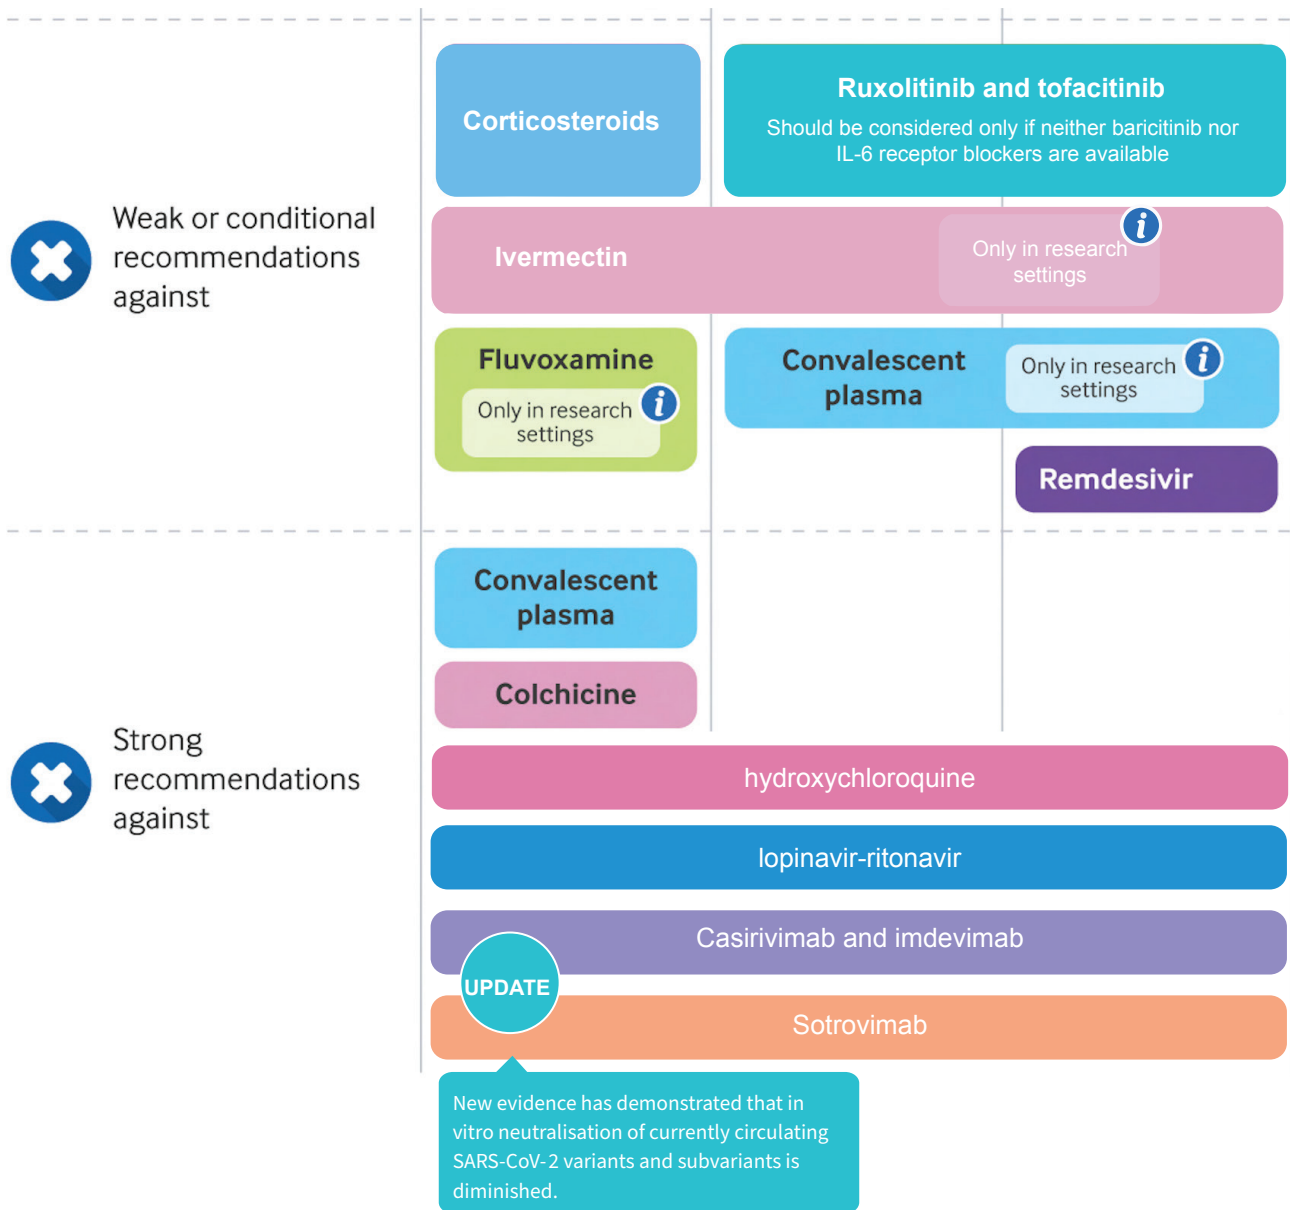 Weak or conditional
recommendations
against
Corticosteroids
Ruxolitinib and tofacitinib
Should be considered only if neither baricitinib nor
IL-6 receptor blockers are available
Ivermectin
Only in research
settings
i
Fluvoxamine
Only in research
settings
i
Convalescent
plasma
Only in research
settings
i
Remdesivir
Strong
recommendations
against
Convalescent
plasma
Colchicine
hydroxychloroquine
lopinavir-ritonavir
Casirivimab and imdevimab
UPDATE
Sotrovimab
New evidence has demonstrated that in
vitro neutralisation of currently circulating
SARS-CoV-2 variants and subvariants is
diminished.